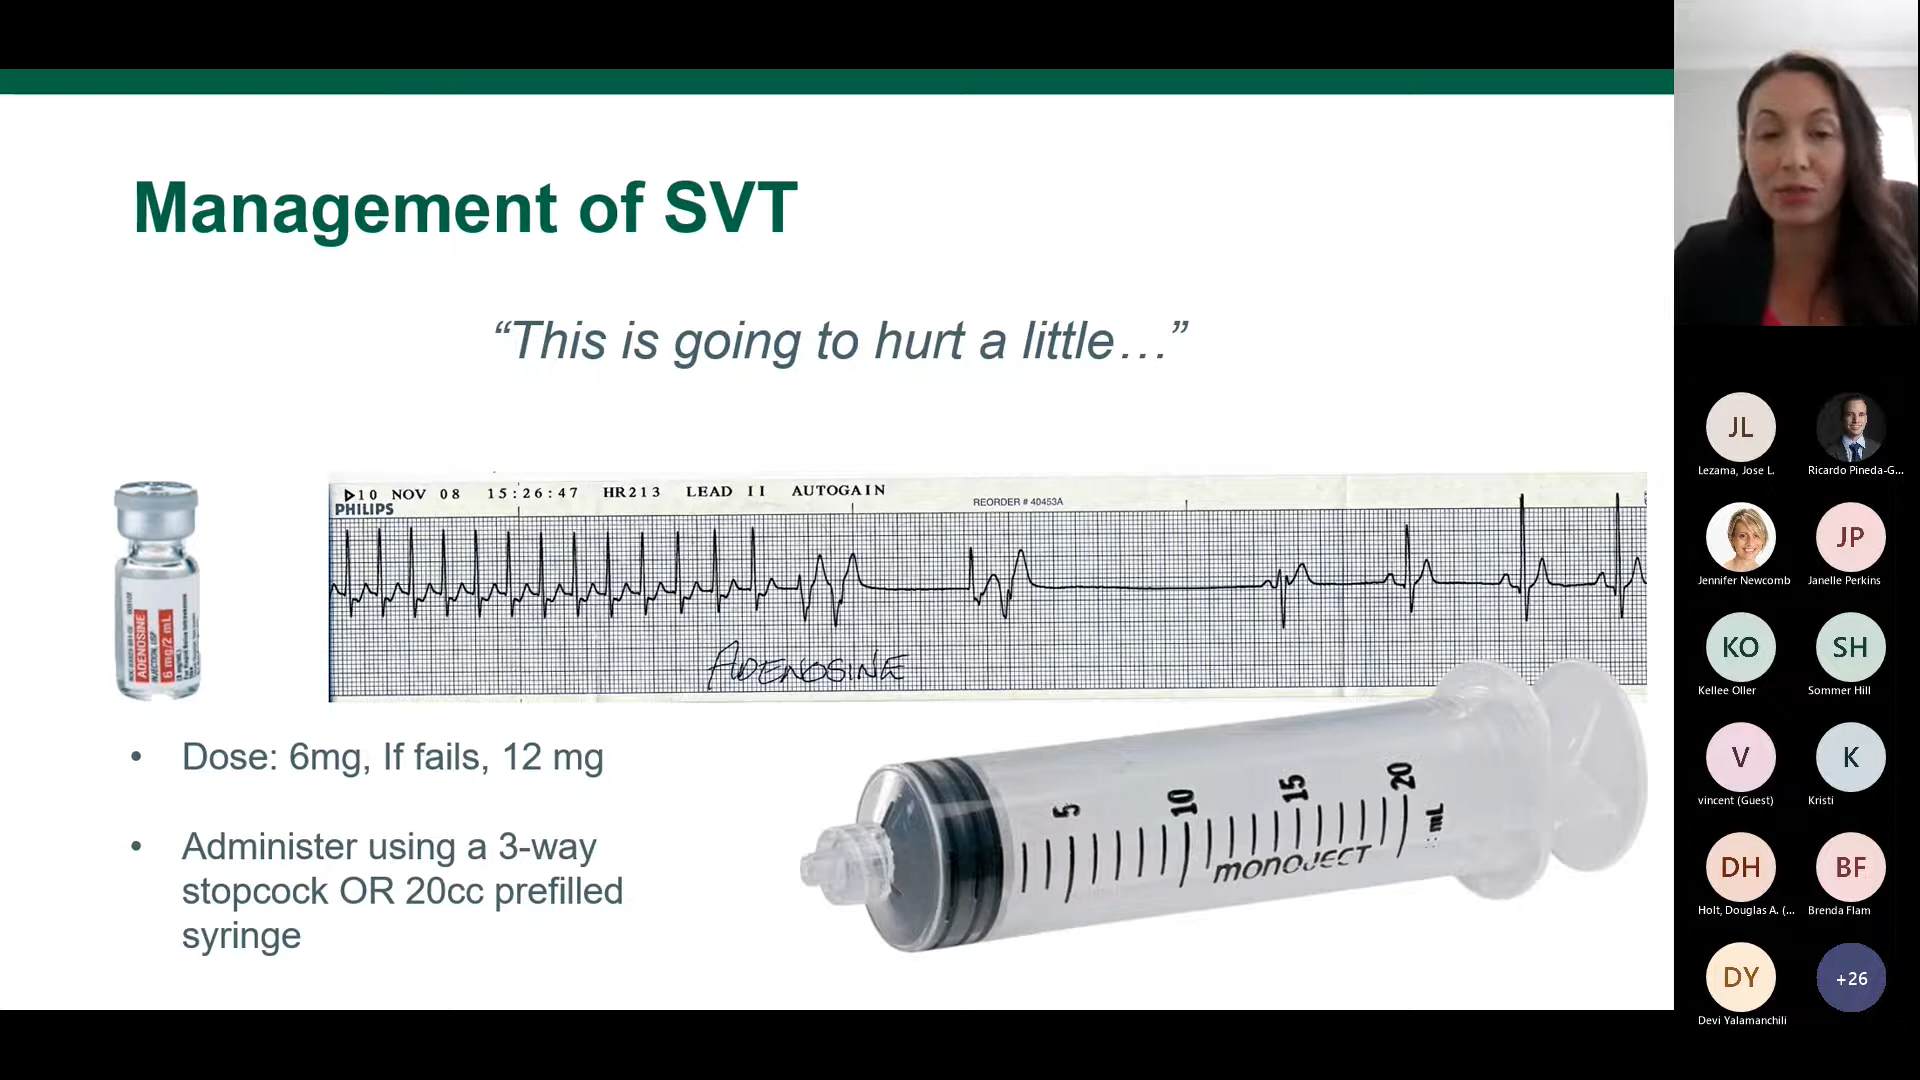 Management of SVT
“This is going to hurt a little…”
10 NOV 08 15:26:47 HR213 LEAD II AUTOGAIN
PHILIPS
REORDER # 40453A
ADENOSINE
ADENOSINE
INJECTION, USP
6 mg/2 mL
• Dose: 6mg, If fails, 12 mg
• Administer using a 3-way
stopcock OR 20cc prefilled
syringe
5 10 15 20 mL
monoject
JL
Lezama, Jose L.
Ricardo Pineda-G...
Jennifer Newcomb
JP
Janelle Perkins
KO
Kellee Oller
SH
Sommer Hill
V
vincent (Guest)
K
Kristi
DH
Holt, Douglas A. (...
BF
Brenda Flam
DY
Devi Yalamanchili
+26